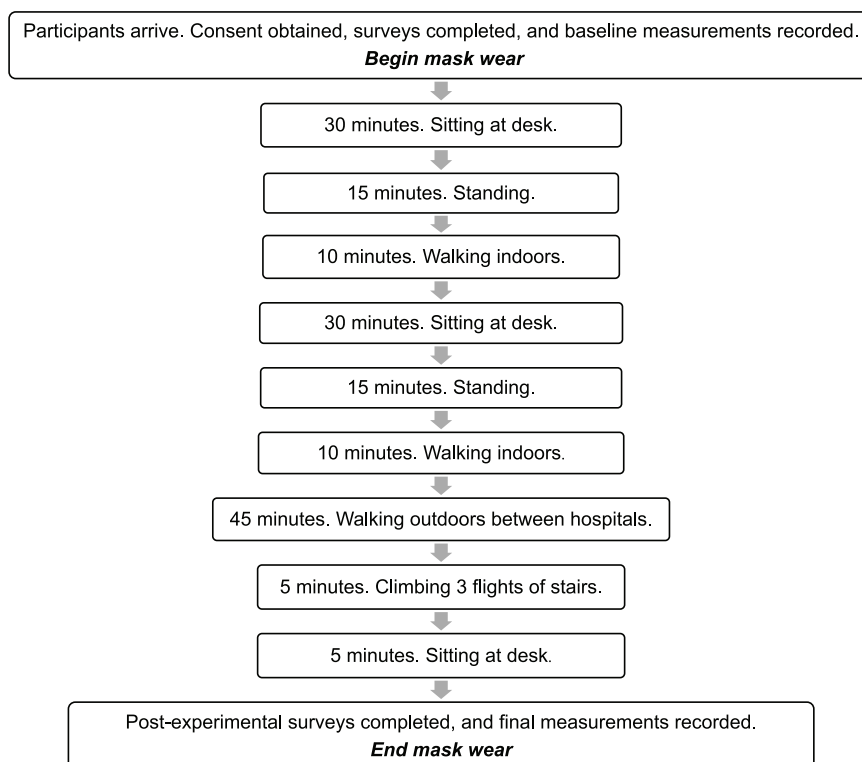 Participants arrive. Consent obtained, surveys completed, and baseline measurements recorded.
Begin mask wear
30 minutes. Sitting at desk.
15 minutes. Standing.
10 minutes. Walking indoors.
30 minutes. Sitting at desk.
15 minutes. Standing.
10 minutes. Walking indoors.
45 minutes. Walking outdoors between hospitals.
5 minutes. Climbing 3 flights of stairs.
5 minutes. Sitting at desk.
Post-experimental surveys completed, and final measurements recorded.
End mask wear